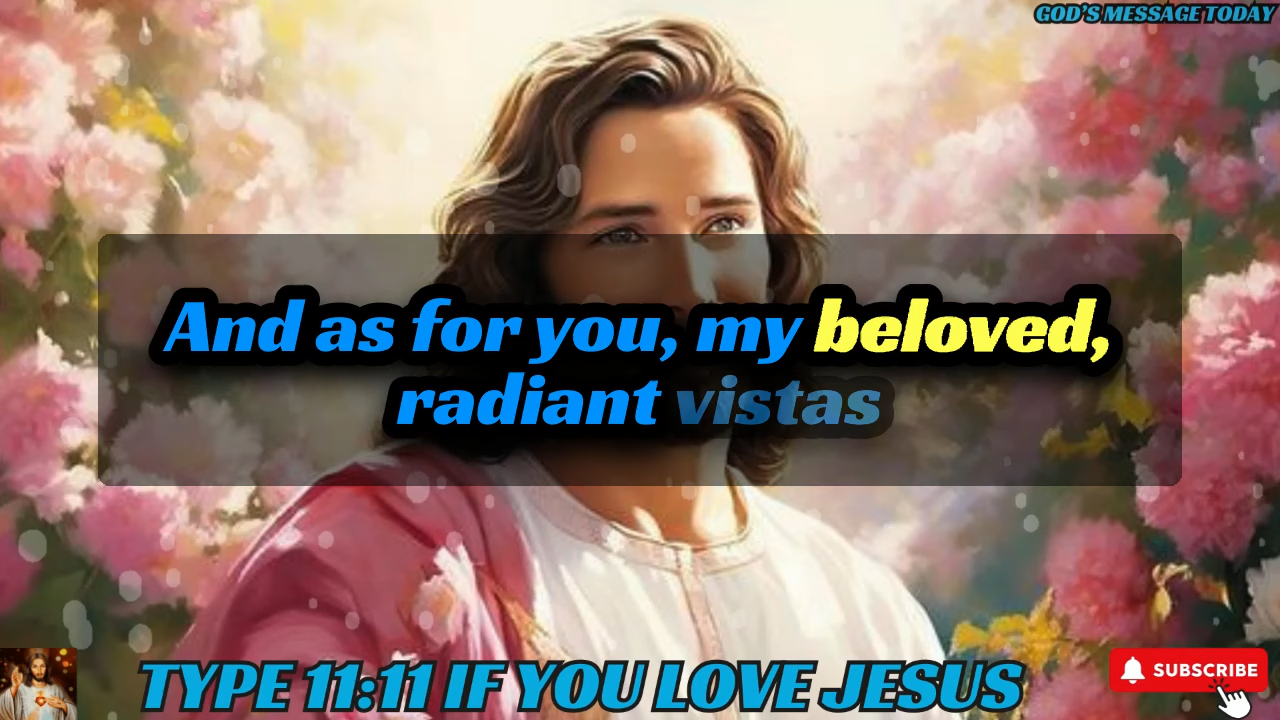 GOD'S MESSAGE TODAY
And as for you, my beloved,
radiant vistas
TYPE 11:11 IF YOU LOVE JESUS
SUBSCRIBE